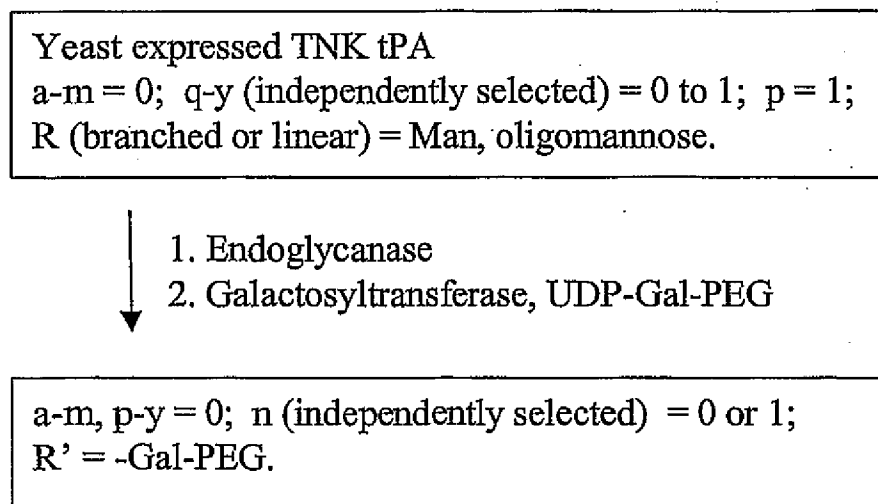 Yeast expressed TNK tPA
a-m = 0; q-y (independently selected) = 0 to 1; p = 1;
R (branched or linear) = Man, oligomannose.
1. Endoglycanase
2. Galactosyltransferase, UDP-Gal-PEG
a-m, p-y = 0; n (independently selected) = 0 or 1;
R’ = -Gal-PEG.